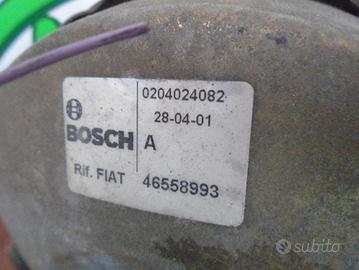 0204024082
28-04-01
BOSCH A
Rif. FIAT 46558993
subito